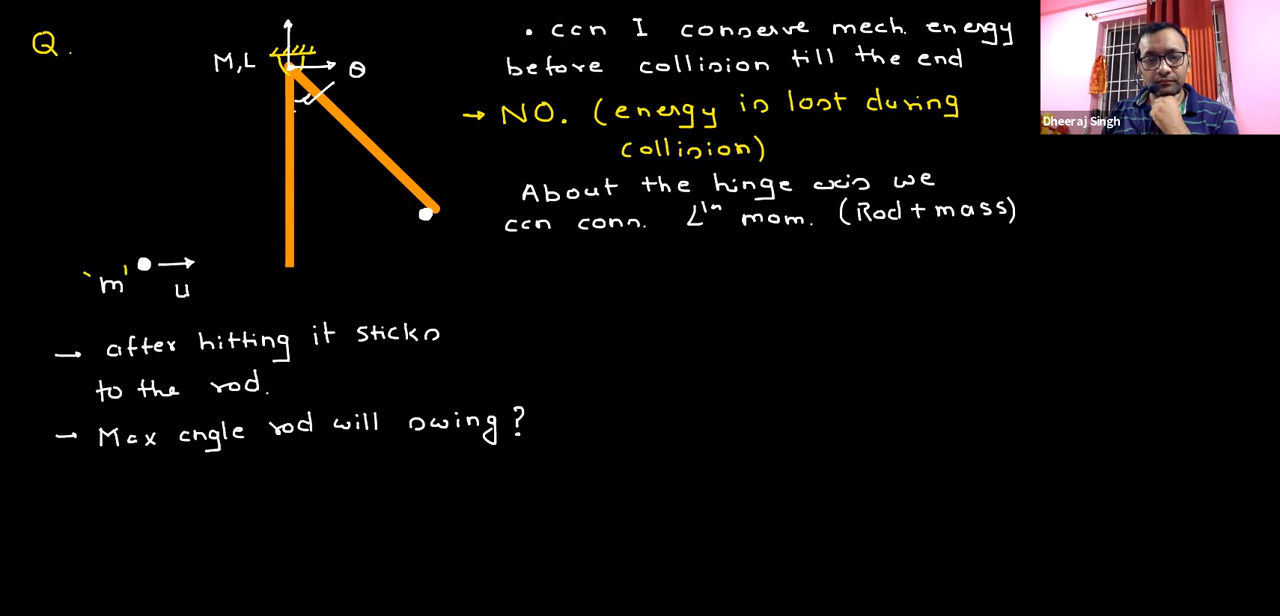 Q.
M,L
θ
'm'
u
→ after hitting it sticks
to the rod.
→ Max angle rod will swing?
• can I conserve mech. energy
before collision till the end
→ NO. (energy is lost during
collision)
About the hinge axis we
can conn. Lⁱⁿ mom. (Rod + mass)
Dheeraj Singh